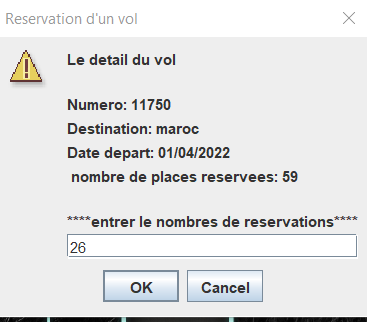 Reservation d'un vol
Le detail du vol
Numero: 11750
Destination: maroc
Date depart: 01/04/2022
nombre de places reservees: 59
****entrer le nombres de reservations****
26
OK Cancel